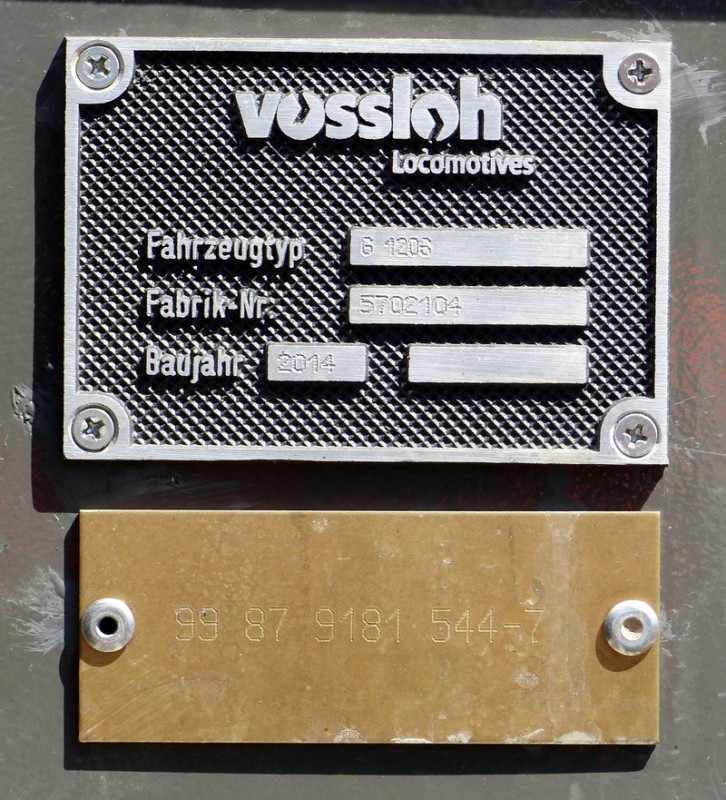 vossloh
Locomotives
Fahrzeugtyp G 1206
Fabrik-Nr. 5702104
Baujahr 2014
99 87 9181 544-7